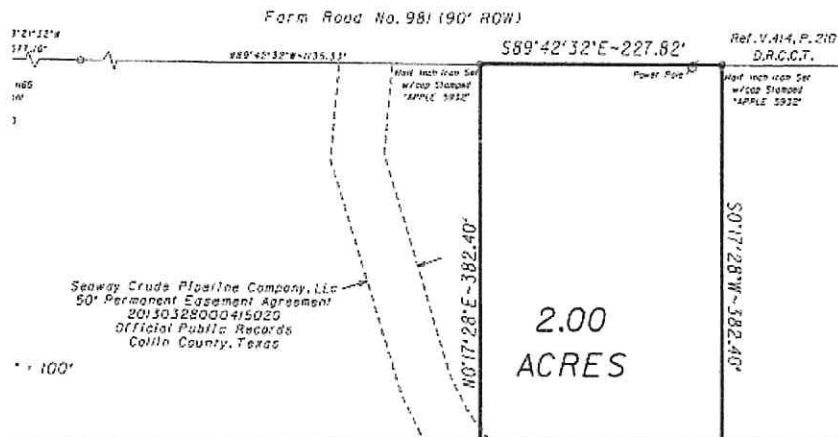 Farm Road No. 981 (90' ROW)
S89°42'32"E~227.82'
Ref. V.414, P. 210
D.R.C.C.T.
N89°42'32"W~1135.33'
Half Inch Iron Set
w/cap Stamped
"APPLE 5932"
Power Pole
Half Inch Iron Set
w/cap Stamped
"APPLE 5932"
N0°17'28"E~382.40'
S0°17'28"W~382.40'
Seaway Crude Pipeline Company, LLc
50' Permanent Easement Agreement
20130328000415020
Official Public Records
Collin County, Texas
2.00
ACRES
= 100'